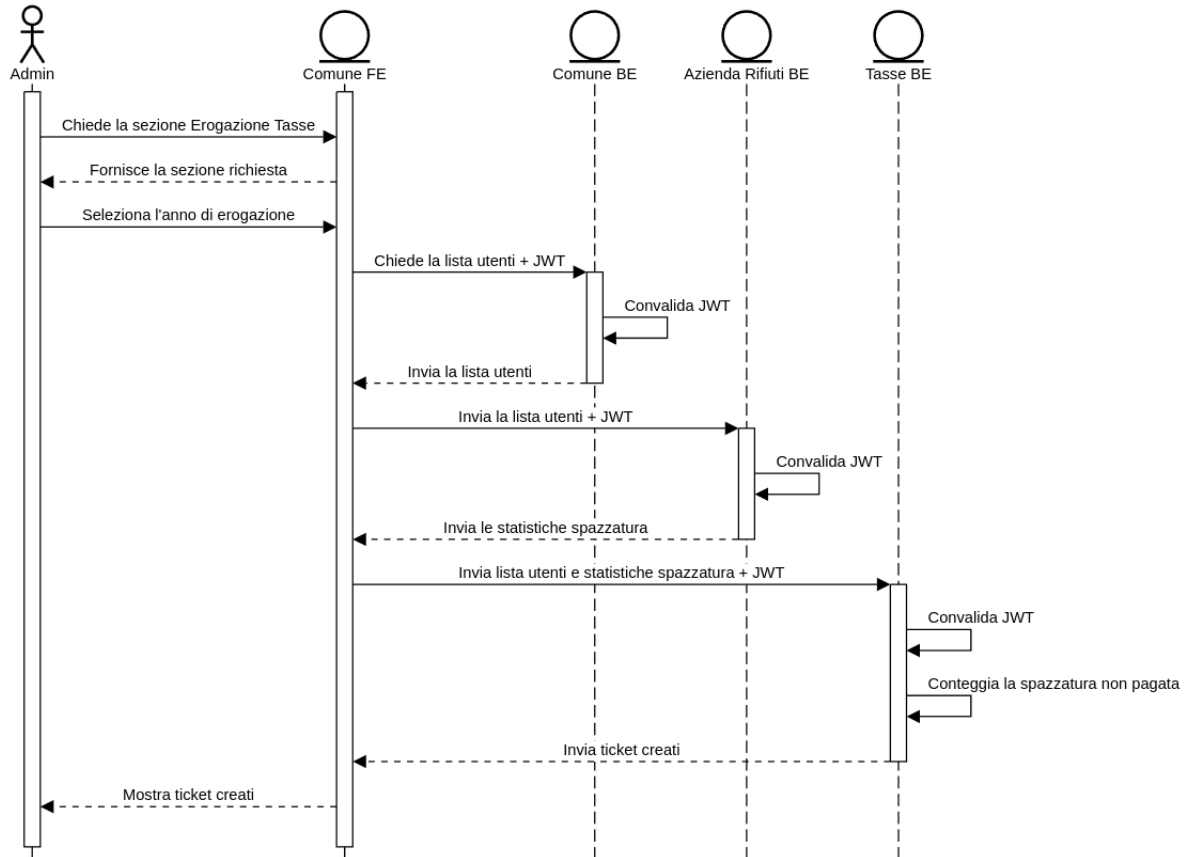 Admin
Comune FE
Comune BE
Azienda Rifiuti BE
Tasse BE
Chiede la sezione Erogazione Tasse
Fornisce la sezione richiesta
Seleziona l'anno di erogazione
Chiede la lista utenti + JWT
Convalida JWT
Invia la lista utenti
Invia la lista utenti + JWT
Convalida JWT
Invia le statistiche spazzatura
Invia lista utenti e statistiche spazzatura + JWT
Convalida JWT
Conteggia la spazzatura non pagata
Invia ticket creati
Mostra ticket creati